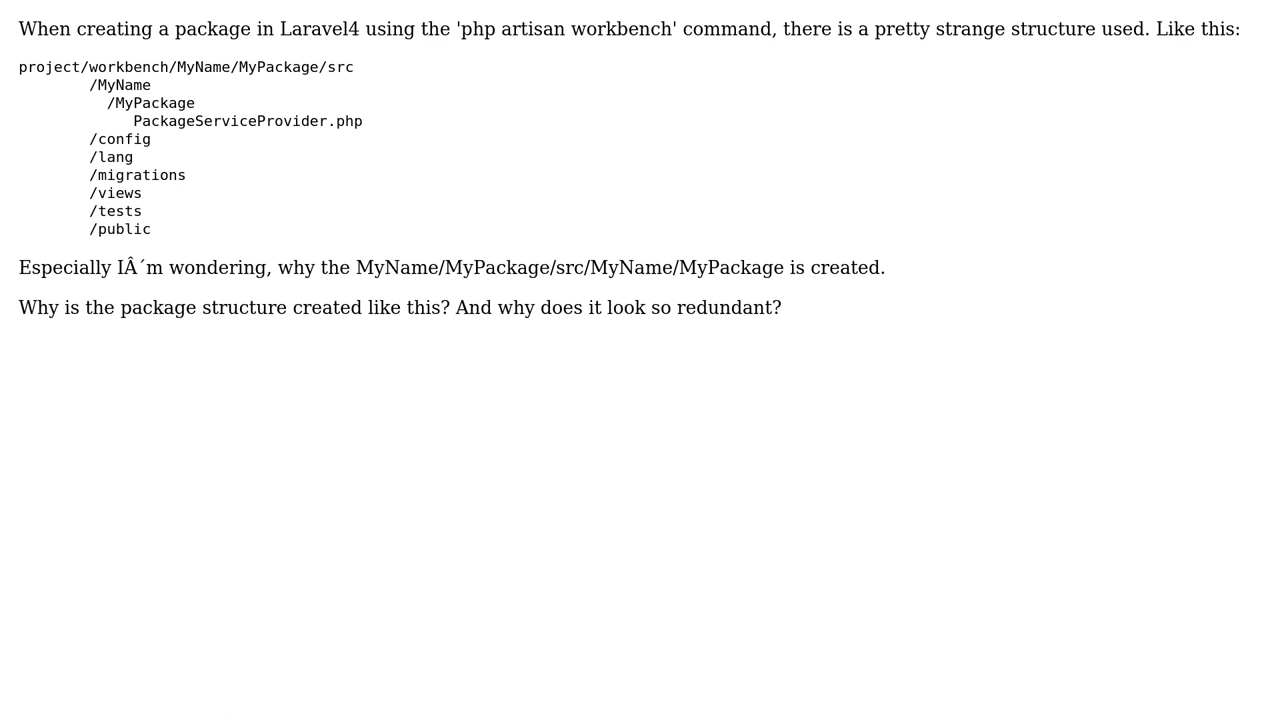 When creating a package in Laravel4 using the 'php artisan workbench' command, there is a pretty strange structure used. Like this:
project/workbench/MyName/MyPackage/src
        /MyName
          /MyPackage
             PackageServiceProvider.php
        /config
        /lang
        /migrations
        /views
        /tests
        /public
Especially IÂ´m wondering, why the MyName/MyPackage/src/MyName/MyPackage is created.
Why is the package structure created like this? And why does it look so redundant?